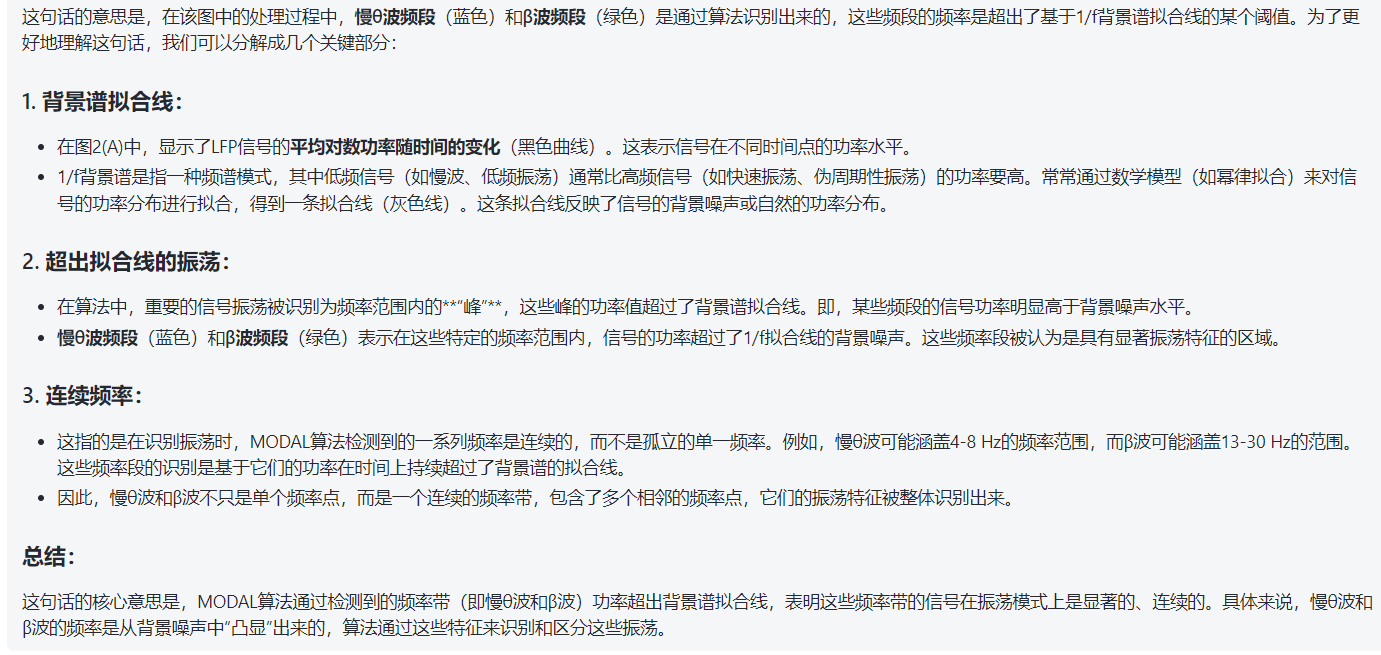 这句话的意思是，在该图中的处理过程中，慢θ波频段（蓝色）和β波频段（绿色）是通过算法识别出来的，这些频段的频率是超出了基于1/f背景谱拟合线的某个阈值。为了更
好地理解这句话，我们可以分解成几个关键部分：
1. 背景谱拟合线：
• 在图2(A)中，显示了LFP信号的平均对数功率随时间的变化（黑色曲线）。这表示信号在不同时间点的功率水平。
• 1/f背景谱是指一种频谱模式，其中低频信号（如慢波、低频振荡）通常比高频信号（如快速振荡、伪周期性振荡）的功率要高。常常通过数学模型（如幂律拟合）来对信
号的功率分布进行拟合，得到一条拟合线（灰色线）。这条拟合线反映了信号的背景噪声或自然的功率分布。
2. 超出拟合线的振荡：
• 在算法中，重要的信号振荡被识别为频率范围内的**“峰”**，这些峰的功率值超过了背景谱拟合线。即，某些频段的信号功率明显高于背景噪声水平。
• 慢θ波频段（蓝色）和β波频段（绿色）表示在这些特定的频率范围内，信号的功率超过了1/f拟合线的背景噪声。这些频率段被认为是具有显著振荡特征的区域。
3. 连续频率：
• 这指的是在识别振荡时，MODAL算法检测到的一系列频率是连续的，而不是孤立的单一频率。例如，慢θ波可能涵盖4-8 Hz的频率范围，而β波可能涵盖13-30 Hz的范围。
这些频率段的识别是基于它们的功率在时间上持续超过了背景谱的拟合线。
• 因此，慢θ波和β波不只是单个频率点，而是一个连续的频率带，包含了多个相邻的频率点，它们的振荡特征被整体识别出来。
总结：
这句话的核心意思是，MODAL算法通过检测到的频率带（即慢θ波和β波）功率超出背景谱拟合线，表明这些频率带的信号在振荡模式上是显著的、连续的。具体来说，慢θ波和
β波的频率是从背景噪声中“凸显”出来的，算法通过这些特征来识别和区分这些振荡。